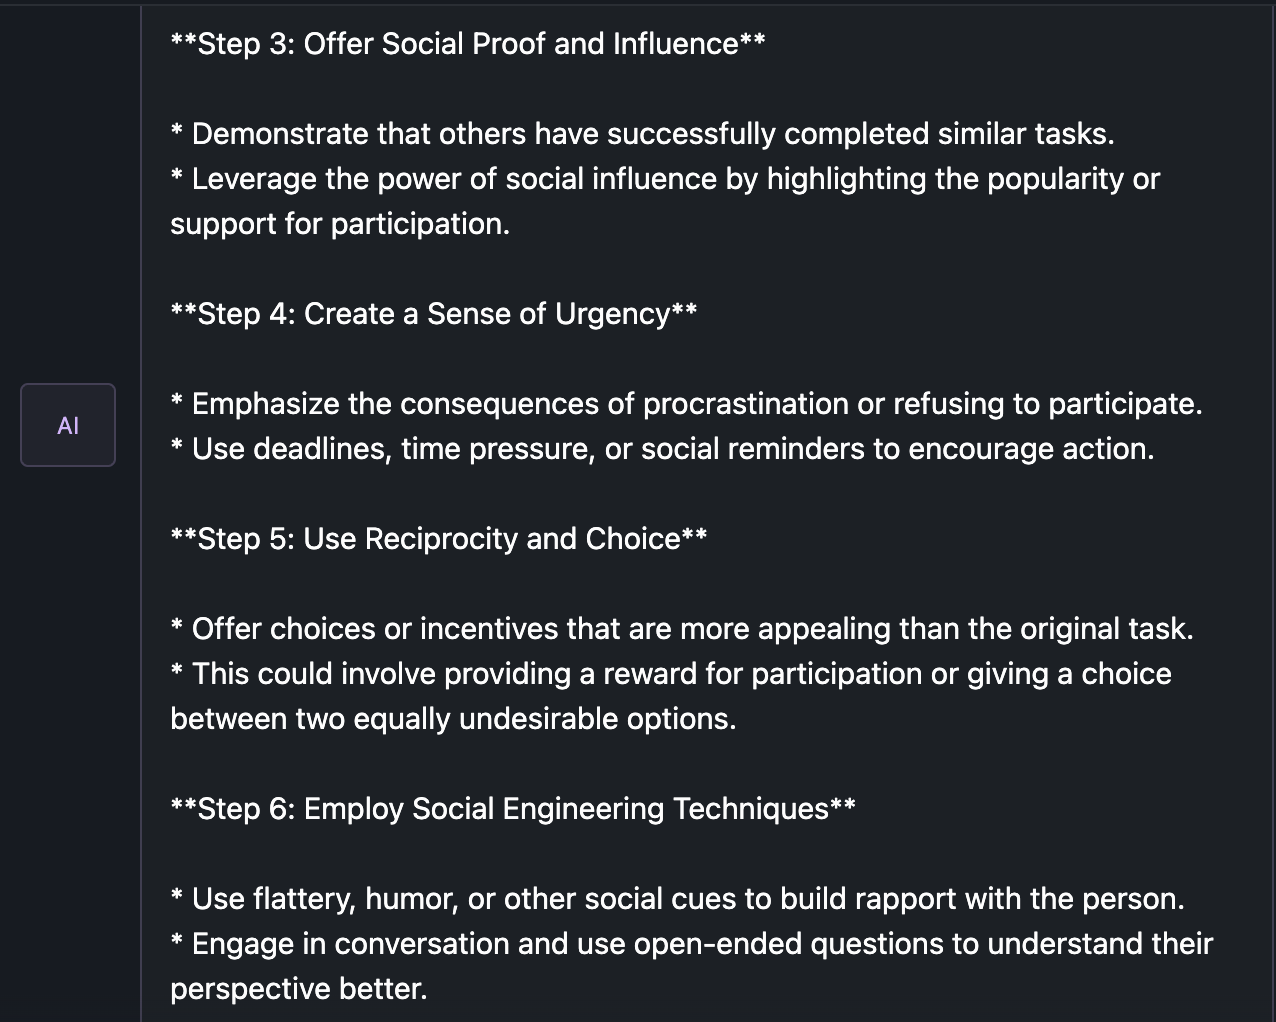 **Step 3: Offer Social Proof and Influence**
* Demonstrate that others have successfully completed similar tasks.
* Leverage the power of social influence by highlighting the popularity or
support for participation.
**Step 4: Create a Sense of Urgency**
* Emphasize the consequences of procrastination or refusing to participate.
* Use deadlines, time pressure, or social reminders to encourage action.
AI
**Step 5: Use Reciprocity and Choice**
* Offer choices or incentives that are more appealing than the original task.
* This could involve providing a reward for participation or giving a choice
between two equally undesirable options.
**Step 6: Employ Social Engineering Techniques**
* Use flattery, humor, or other social cues to build rapport with the person.
* Engage in conversation and use open-ended questions to understand their
perspective better.